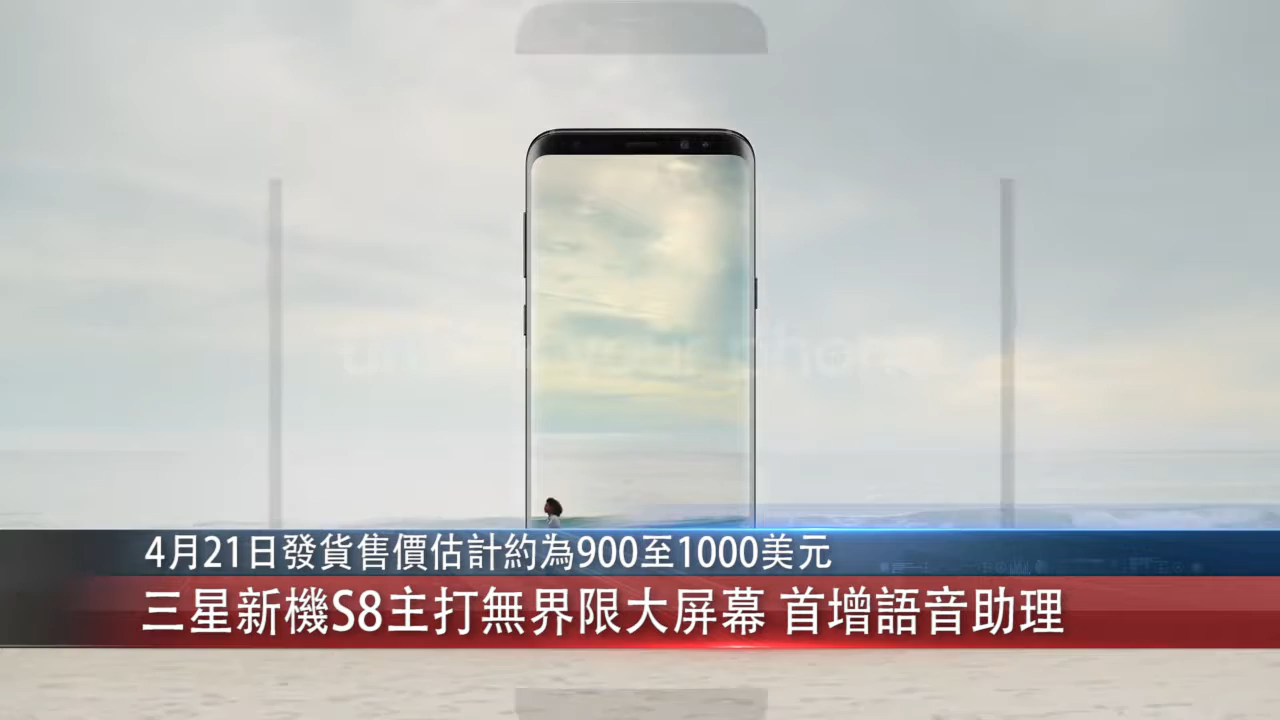 your phone
4月21日發貨售價估計約為900至1000美元
三星新機S8主打無界限大屏幕 首增語音助理